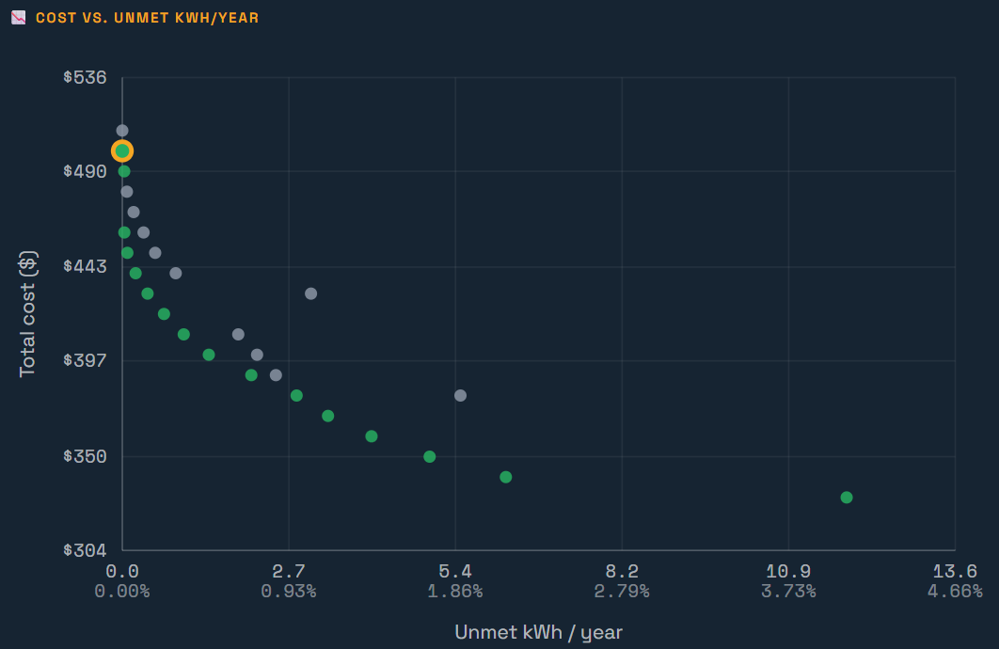 COST VS. UNMET KWH/YEAR
$536
$490
$443
$397
$350
$304
Total cost ($)
0.0 2.7 5.4 8.2 10.9 13.6
0.00% 0.93% 1.86% 2.79% 3.73% 4.66%
Unmet kWh / year